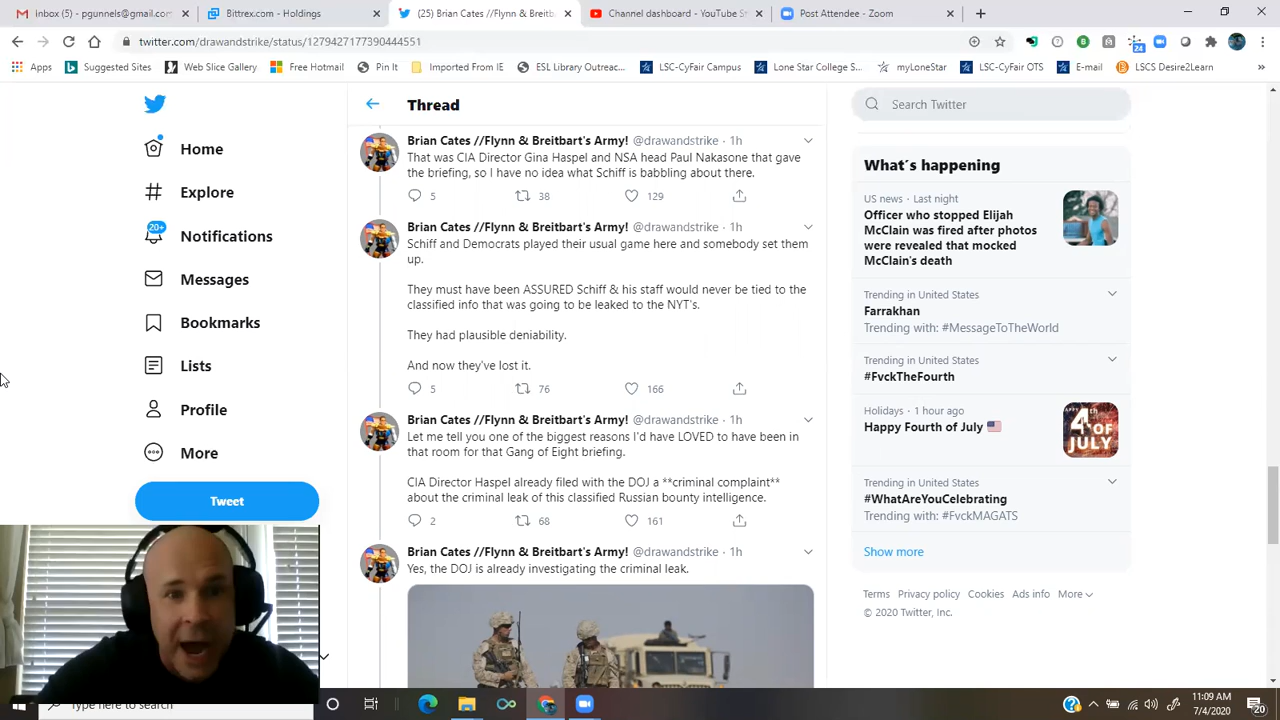 Inbox (5) - rpunnels@gmail.com
Bittrex.com - Holdings
(25) Brian Cates //Flynn & Breitb
Channel dashboard - YouTube St
Post Attendee - Zoom
twitter.com/drawandstrike/status/1279427177390444551
24
Apps
Suggested Sites
Web Slice Gallery
Free Hotmail
Pin It
Imported From IE
ESL Library Outreac...
LSC-CyFair Campus
Lone Star College S...
myLoneStar
LSC-CyFair OTS
E-mail
LSCS Desire2Learn
Home
Explore
20+
Notifications
Messages
Bookmarks
Lists
Profile
More
Tweet
Thread
Brian Cates //Flynn & Breitbart's Army! @drawandstrike · 1h
That was CIA Director Gina Haspel and NSA head Paul Nakasone that gave
the briefing, so I have no idea what Schiff is babbling about there.
5 38 129
Brian Cates //Flynn & Breitbart's Army! @drawandstrike · 1h
Schiff and Democrats played their usual game here and somebody set them
up.
They must have been ASSURED Schiff & his staff would never be tied to the
classified info that was going to be leaked to the NYT's.
They had plausible deniability.
And now they've lost it.
5 76 166
Brian Cates //Flynn & Breitbart's Army! @drawandstrike · 1h
Let me tell you one of the biggest reasons I'd have LOVED to have been in
that room for that Gang of Eight briefing.
CIA Director Haspel already filed with the DOJ a **criminal complaint**
about the criminal leak of this classified Russian bounty intelligence.
2 68 161
Brian Cates //Flynn & Breitbart's Army! @drawandstrike · 1h
Yes, the DOJ is already investigating the criminal leak.
Search Twitter
What's happening
US news · Last night
Officer who stopped Elijah
McClain was fired after photos
were revealed that mocked
McClain's death
Trending in United States
Farrakhan
Trending with: #MessageToTheWorld
Trending in United States
#FvckTheFourth
Holidays · 1 hour ago
Happy Fourth of July
HAPPY
4TH
OF
JULY
Trending in United States
#WhatAreYouCelebrating
Trending with: #FvckMAGATS
Show more
Terms Privacy policy Cookies Ads info More
© 2020 Twitter, Inc.
Type here to search
11:09 AM
7/4/2020
20